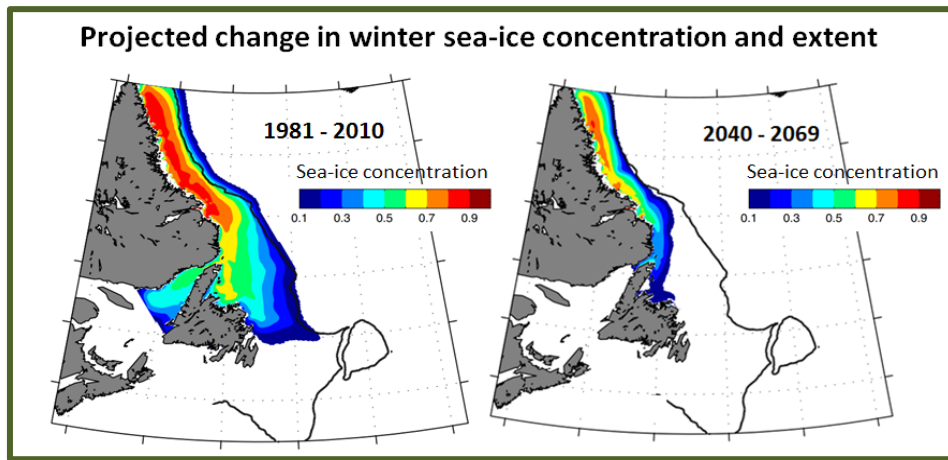 Projected change in winter sea-ice concentration and extent
1981 - 2010
Sea-ice concentration
0.1 0.3 0.5 0.7 0.9
2040 - 2069
Sea-ice concentration
0.1 0.3 0.5 0.7 0.9